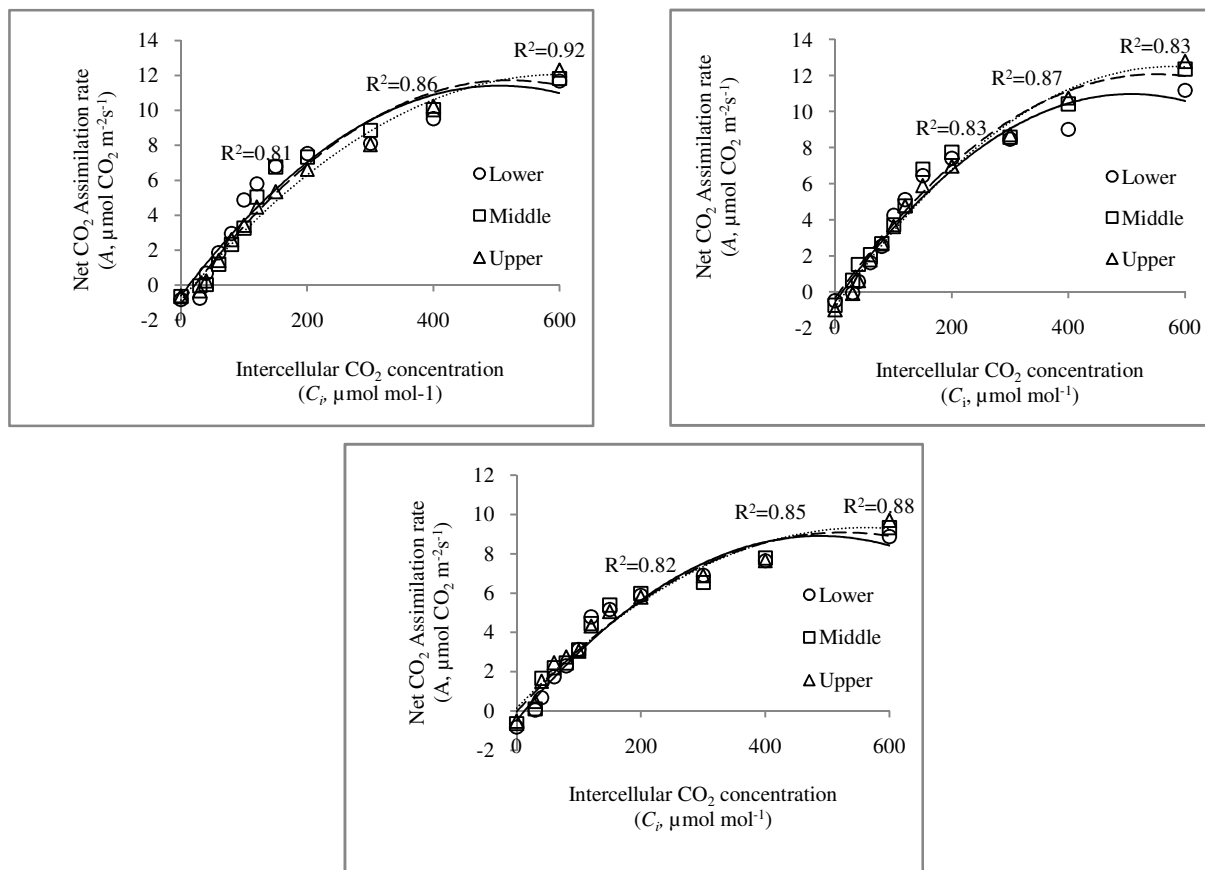 14
12
10
8
6
4
2
0
-2
0
200
400
600
Net CO₂ Assimilation rate
(A, µmol CO₂ m⁻²s⁻¹)
R²=0.81
R²=0.86
R²=0.92
Lower
Middle
Upper
Intercellular CO₂ concentration
(Cᵢ, µmol mol-1)
14
12
10
8
6
4
2
0
-2
0
200
400
600
Net CO₂ Assimilation rate
(A, µmol CO₂ m⁻²s⁻¹)
R²=0.83
R²=0.87
R²=0.83
Lower
Middle
Upper
Intercellular CO₂ concentration
(Cᵢ, µmol mol⁻¹)
12
10
8
6
4
2
0
-2
0
200
400
600
Net CO₂ Assimilation rate
(A, µmol CO₂ m⁻²s⁻¹)
R²=0.82
R²=0.85
R²=0.88
Lower
Middle
Upper
Intercellular CO₂ concentration
(Cᵢ, µmol mol⁻¹)